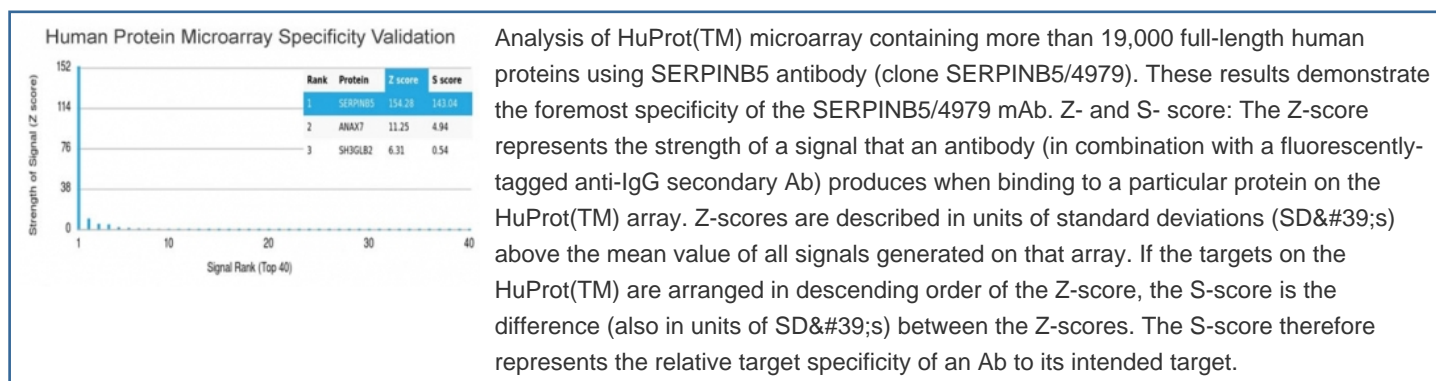 Human Protein Microarray Specificity Validation
Strength of Signal (Z score)
152
114
76
38
0
1
10
20
30
40
Signal Rank (Top 40)
Rank Protein Z score S score
1 SERPINB5 154.28 143.04
2 ANAX7 11.25 4.94
3 SH3GLB2 6.31 0.54
Analysis of HuProt(TM) microarray containing more than 19,000 full-length human
proteins using SERPINB5 antibody (clone SERPINB5/4979). These results demonstrate
the foremost specificity of the SERPINB5/4979 mAb. Z- and S- score: The Z-score
represents the strength of a signal that an antibody (in combination with a fluorescently-
tagged anti-IgG secondary Ab) produces when binding to a particular protein on the
HuProt(TM) array. Z-scores are described in units of standard deviations (SD&#39;s)
above the mean value of all signals generated on that array. If the targets on the
HuProt(TM) are arranged in descending order of the Z-score, the S-score is the
difference (also in units of SD&#39;s) between the Z-scores. The S-score therefore
represents the relative target specificity of an Ab to its intended target.